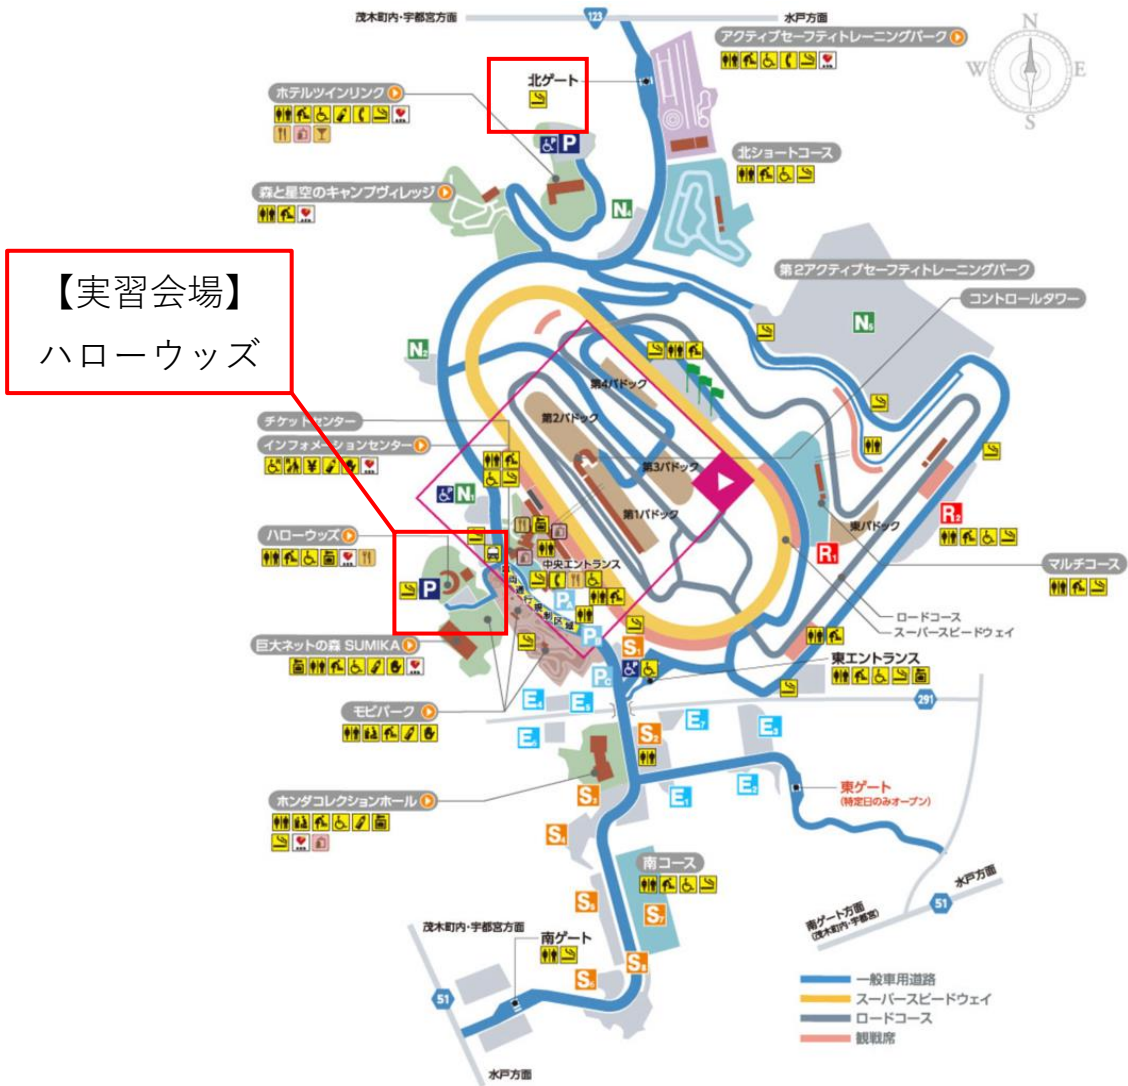 茂木町内・宇都宮方面
123
水戸方面
アクティブセーフティトレーニングパーク
N
W
E
S
北ゲート
ホテルツインリンク
P
北ショートコース
森と星空のキャンプヴィレッジ
N4
【実習会場】
ハローウッズ
第2アクティブセーフティトレーニングパーク
コントロールタワー
N5
N2
第4パドック
第2パドック
チケットセンター
インフォメーションセンター
第3パドック
N1
第1パドック
東パドック
R2
R1
ハローウッズ
P
中央エントランス
マルチコース
PA
PB
ロードコース
スーパースピードウェイ
巨大ネットの森 SUMIKA
S1
東エントランス
PC
モビパーク
E4
E5
E7
E3
291
S2
ホンダコレクションホール
S3
E1
E2
東ゲート
(特定日のみオープン)
S4
南コース
水戸方面
51
南ゲート方面
(茂木町内・宇都宮)
S5
S7
茂木町内・宇都宮方面
南ゲート
S8
S6
51
一般車用道路
スーパースピードウェイ
ロードコース
観戦席
水戸方面